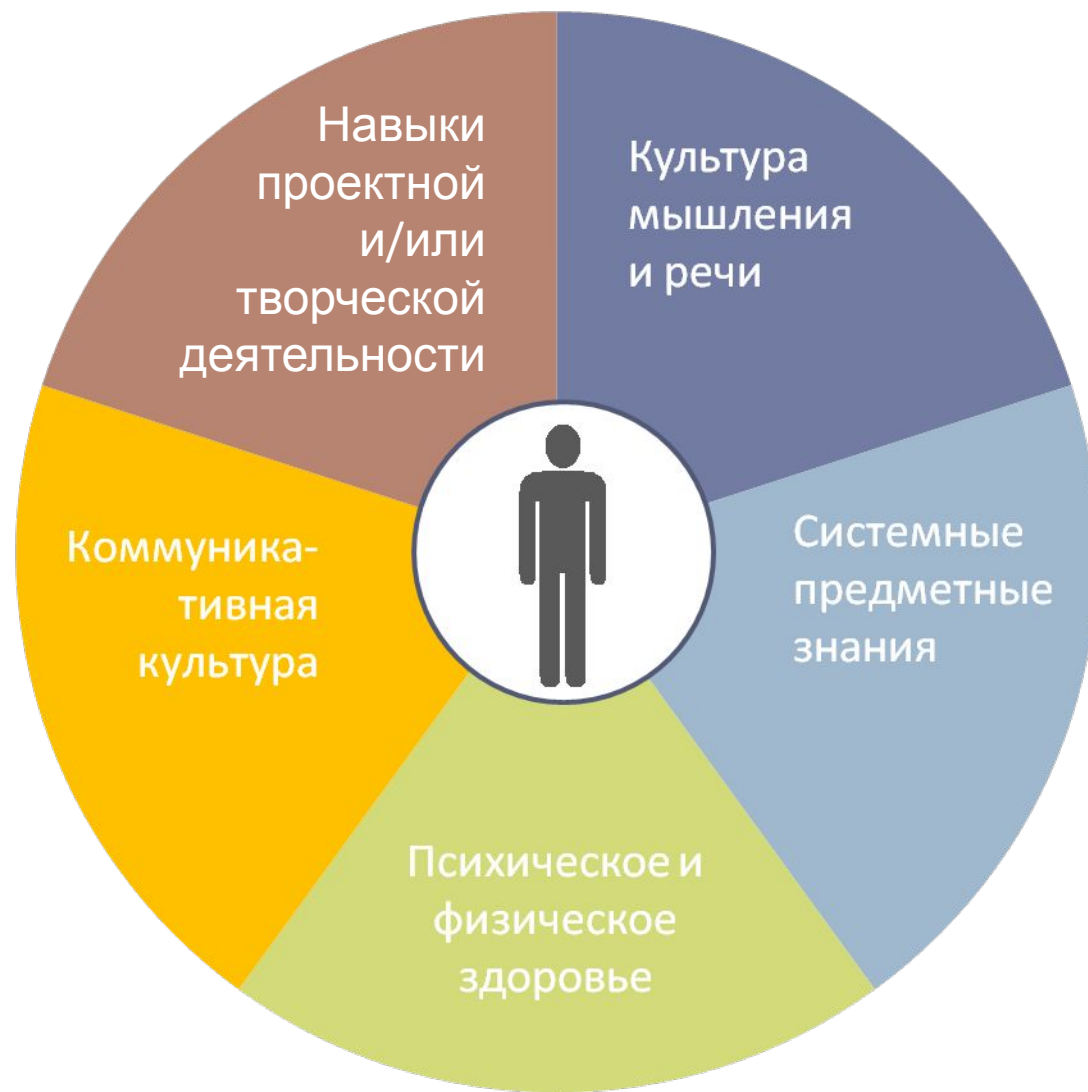 Навыки
проектной
и/или
творческой
деятельности
Культура
мышления
и речи
Системные
предметные
знания
Психическое и
физическое
здоровье
Коммуника-
тивная
культура